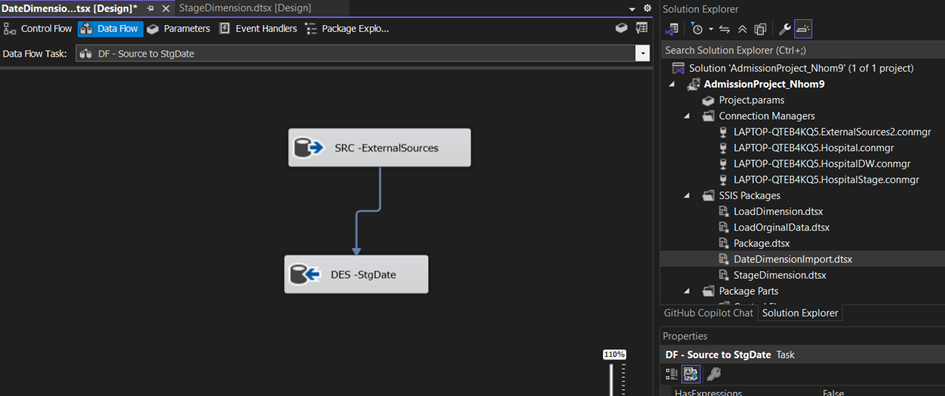 DateDimensio...tsx [Design]*
StageDimension.dtsx [Design]
Control Flow
Data Flow
Parameters
Event Handlers
Package Explo...
Data Flow Task:
DF - Source to StgDate
SRC -ExternalSources
DES -StgDate
110%
Solution Explorer
Search Solution Explorer (Ctrl+;)
Solution 'AdmissionProject_Nhom9' (1 of 1 project)
AdmissionProject_Nhom9
Project.params
Connection Managers
LAPTOP-QTEB4KQ5.ExternalSources2.conmgr
LAPTOP-QTEB4KQ5.Hospital.conmgr
LAPTOP-QTEB4KQ5.HospitalDW.conmgr
LAPTOP-QTEB4KQ5.HospitalStage.conmgr
SSIS Packages
LoadDimension.dtsx
LoadOrginalData.dtsx
Package.dtsx
DateDimensionImport.dtsx
StageDimension.dtsx
Package Parts
GitHub Copilot Chat
Solution Explorer
Properties
DF - Source to StgDate Task
HasExpressions False